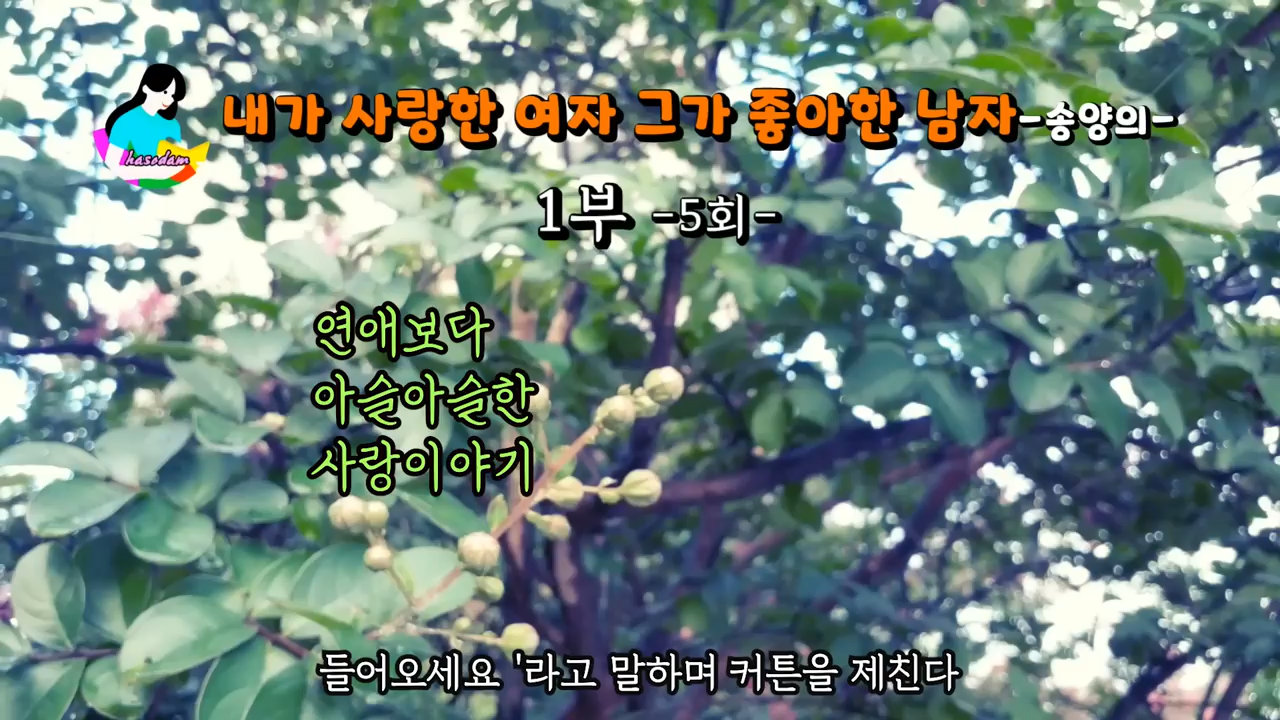 내가 사랑한 여자 그가 좋아한 남자-송양의-
hasodam
1부 -5회-
연애보다
아슬아슬한
사랑이야기
들어오세요 '라고 말하며 커튼을 제친다